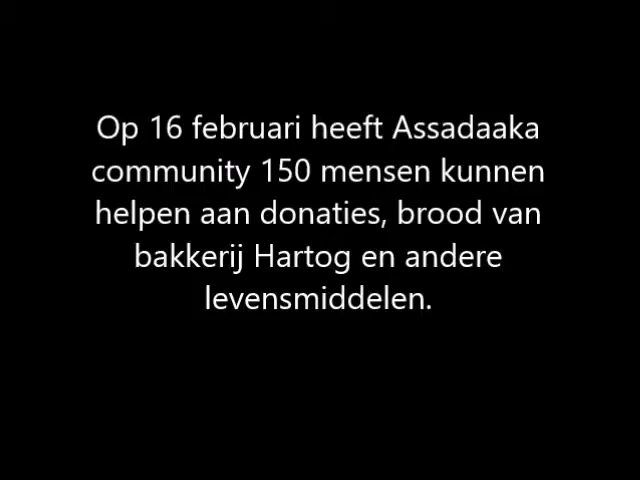 Op 16 februari heeft Assadaaka
community 150 mensen kunnen
helpen aan donaties, brood van
bakkerij Hartog en andere
levensmiddelen.